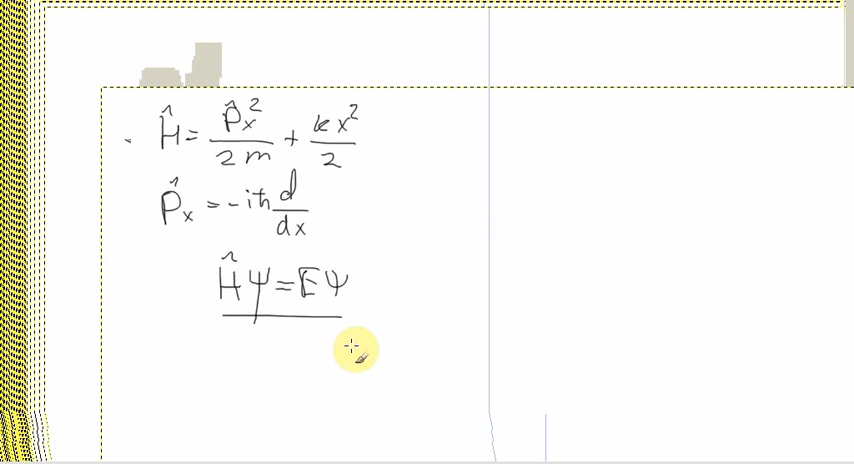 Ĥ = P̂ₓ²/2m + kx²/2
P̂ₓ = -iħ d/dx
Ĥψ = Eψ